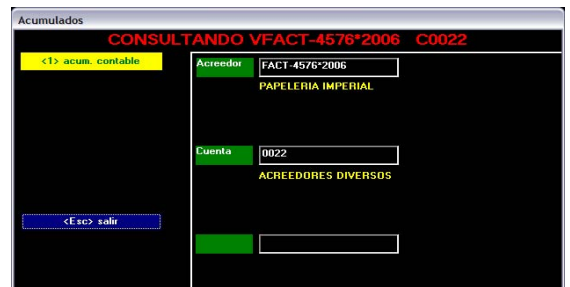 Acumulados
CONSULTANDO VFACT-4576*2006 C0022
<1> acum. contable
Acreedor FACT-4576*2006
PAPELERIA IMPERIAL
Cuenta 0022
ACREEDORES DIVERSOS
<Esc> salir